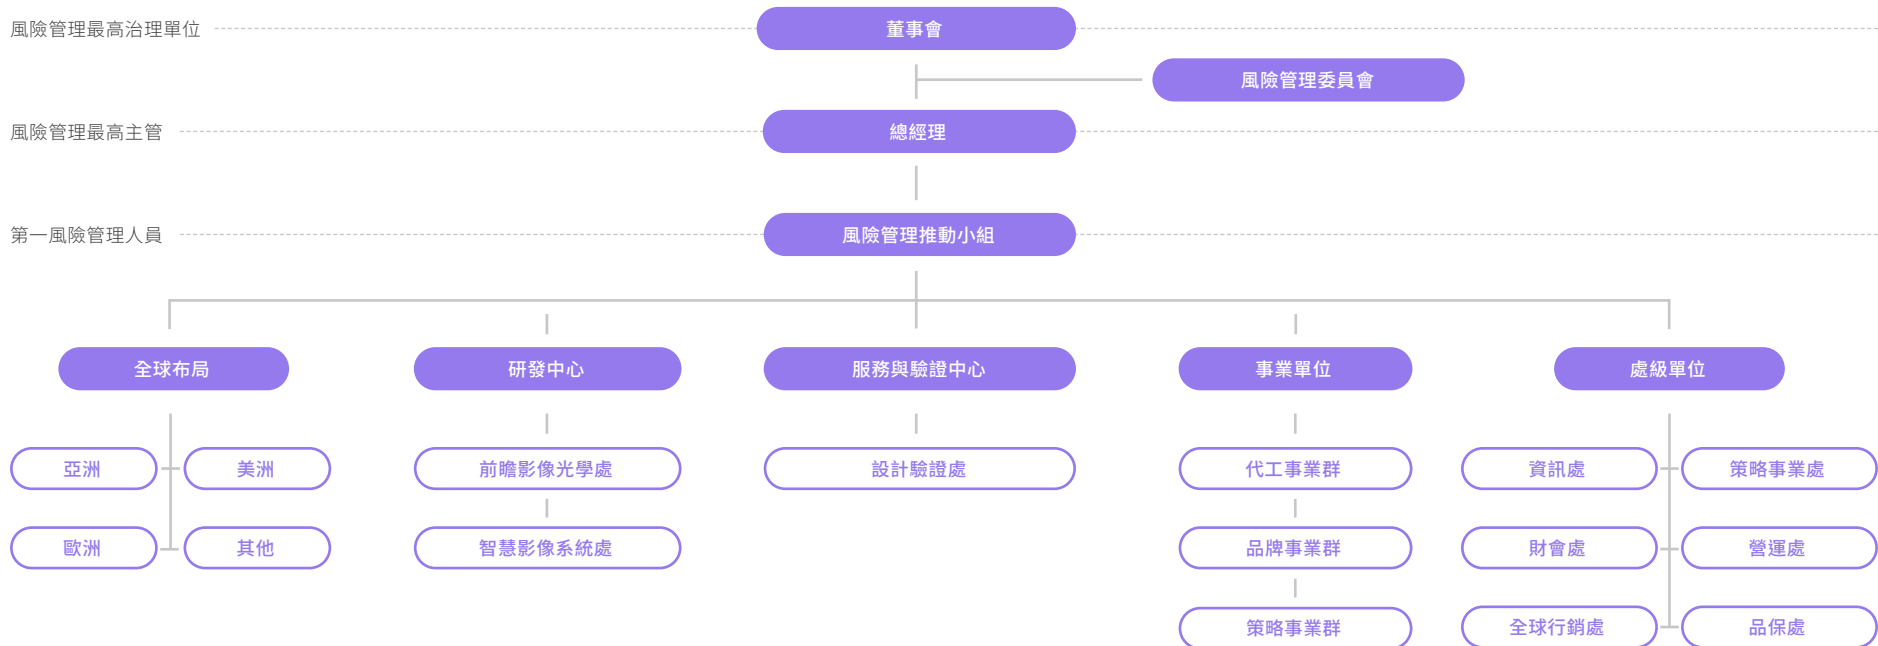 風險管理最高治理單位
董事會
風險管理委員會
風險管理最高主管
總經理
第一風險管理人員
風險管理推動小組
全球布局
研發中心
服務與驗證中心
事業單位
處級單位
亞洲
美洲
前瞻影像光學處
設計驗證處
代工事業群
資訊處
策略事業處
歐洲
其他
智慧影像系統處
品牌事業群
財會處
營運處
策略事業群
全球行銷處
品保處